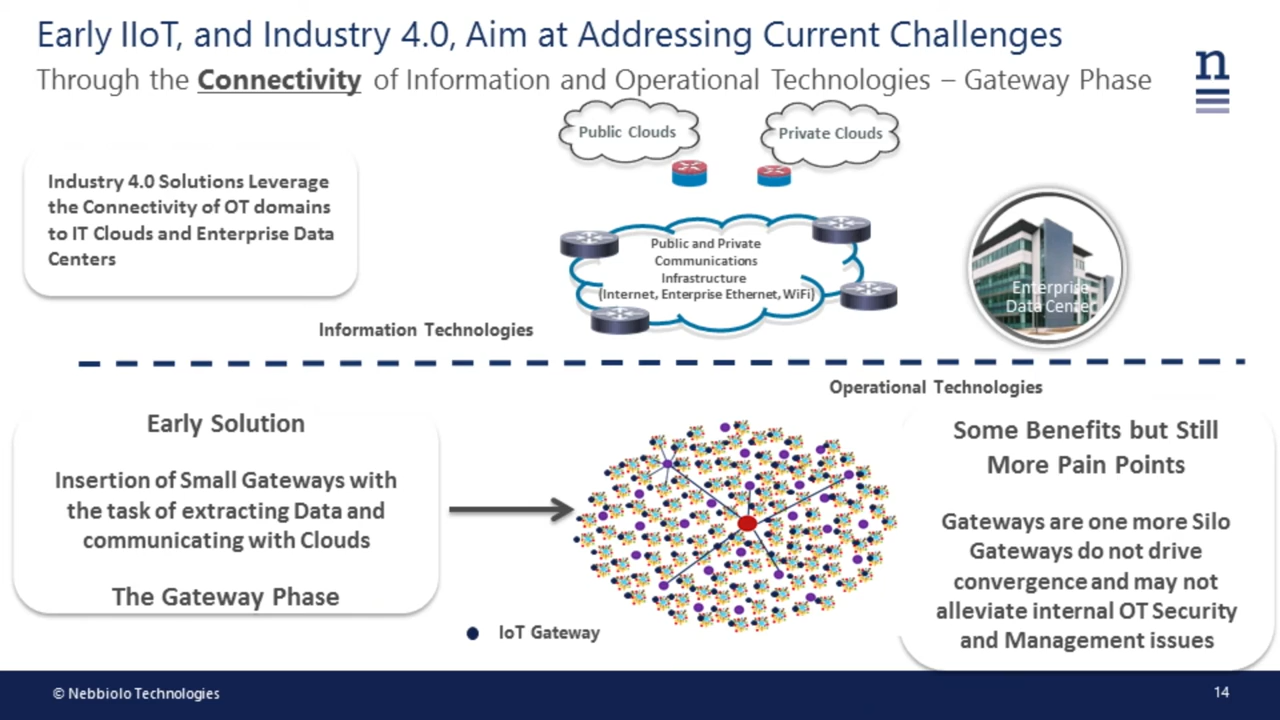 Early IIoT, and Industry 4.0, Aim at Addressing Current Challenges
Through the Connectivity of Information and Operational Technologies – Gateway Phase
n
Public Clouds
Private Clouds
Industry 4.0 Solutions Leverage
the Connectivity of OT domains
to IT Clouds and Enterprise Data
Centers
Public and Private
Communications
Infrastructure
(Internet, Enterprise Ethernet, WiFi)
Enterprise
Data Center
Information Technologies
Operational Technologies
Early Solution
Insertion of Small Gateways with
the task of extracting Data and
communicating with Clouds
The Gateway Phase
IoT Gateway
Some Benefits but Still
More Pain Points
Gateways are one more Silo
Gateways do not drive
convergence and may not
alleviate internal OT Security
and Management issues
© Nebbiolo Technologies
14